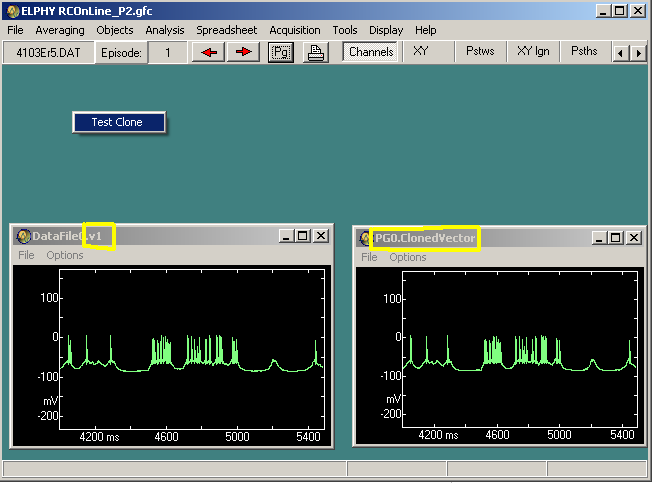 ELPHY RCOnLine_P2.gfc
File Averaging Objects Analysis Spreadsheet Acquisition Tools Display Help
4103Er5.DAT Episode: 1 Pg Channels XY Pstws XY lgn Psths
Test Clone
DataFile0.v1
File Options
100
0
-100
mV
-200
4200 ms 4600 5000 5400
PG0.ClonedVector
File Options
100
0
-100
mV
-200
4200 ms 4600 5000 5400